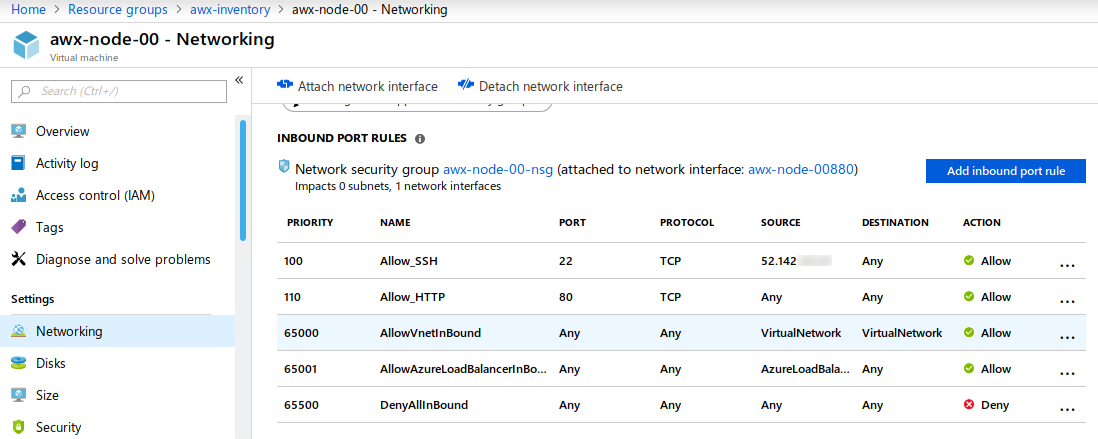 Home > Resource groups > awx-inventory > awx-node-00 - Networking
awx-node-00 - Networking
Virtual machine
Search (Ctrl+/)
«
Overview
Activity log
Access control (IAM)
Tags
Diagnose and solve problems
Settings
Networking
Disks
Size
Security
Attach network interface Detach network interface
INBOUND PORT RULES
Network security group awx-node-00-nsg (attached to network interface: awx-node-00880)
Impacts 0 subnets, 1 network interfaces
Add inbound port rule
PRIORITY NAME PORT PROTOCOL SOURCE DESTINATION ACTION
100 Allow_SSH 22 TCP 52.142 Any Allow ...
110 Allow_HTTP 80 TCP Any Any Allow ...
65000 AllowVnetInBound Any Any VirtualNetwork VirtualNetwork Allow ...
65001 AllowAzureLoadBalancerInBo... Any Any AzureLoadBala... Any Allow ...
65500 DenyAllInBound Any Any Any Any Deny ...